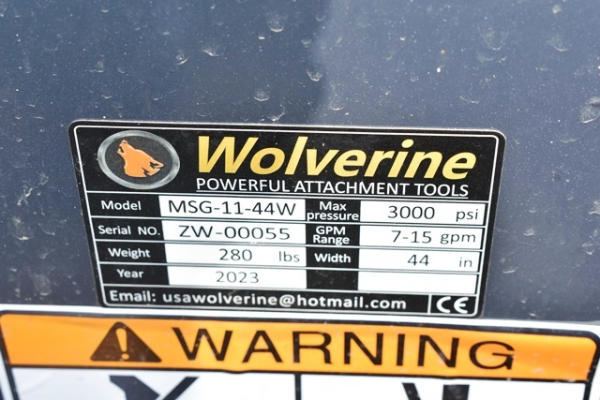 Wolverine
POWERFUL ATTACHMENT TOOLS
Model MSG-11-44W Max pressure 3000 psi
Serial NO. ZW-00055 GPM Range 7-15 gpm
Weight 280 lbs Width 44 in
Year 2023
Email: usawolverine@hotmail.com CE
WARNING